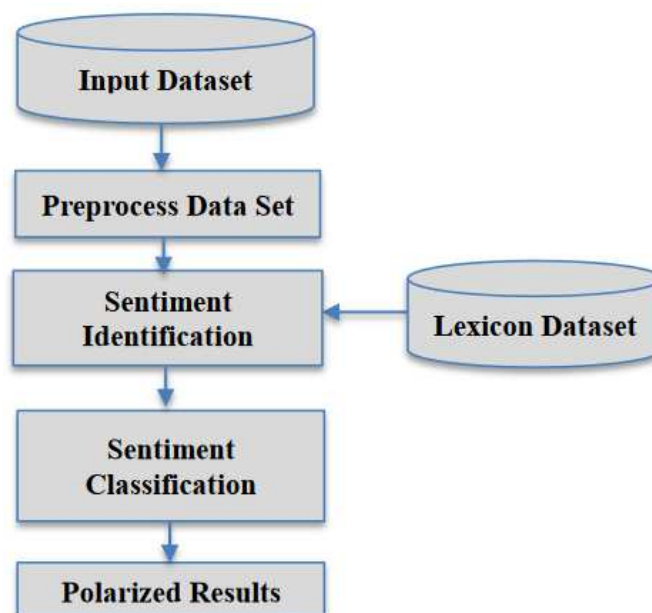 Input Dataset
Preprocess Data Set
Sentiment
Identification
Lexicon Dataset
Sentiment
Classification
Polarized Results